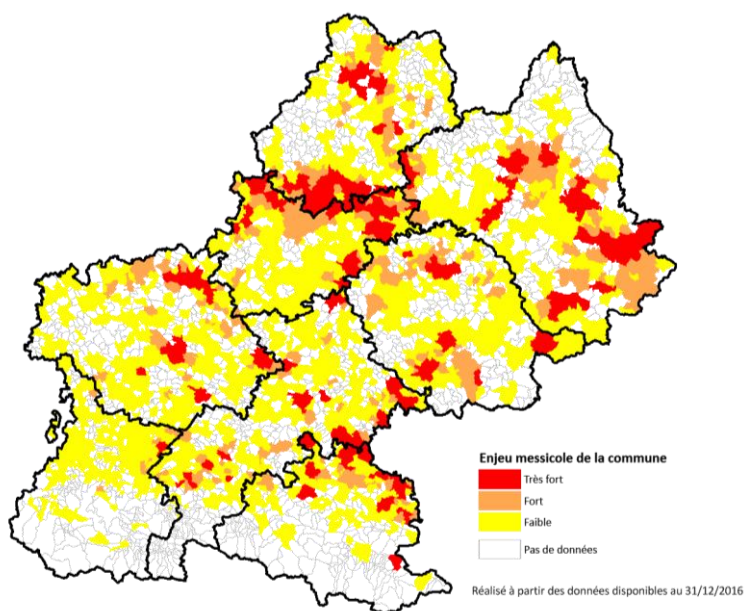 Enjeu messicole de la commune
Très fort
Fort
Faible
Pas de données
Réalisé à partir des données disponibles au 31/12/2016